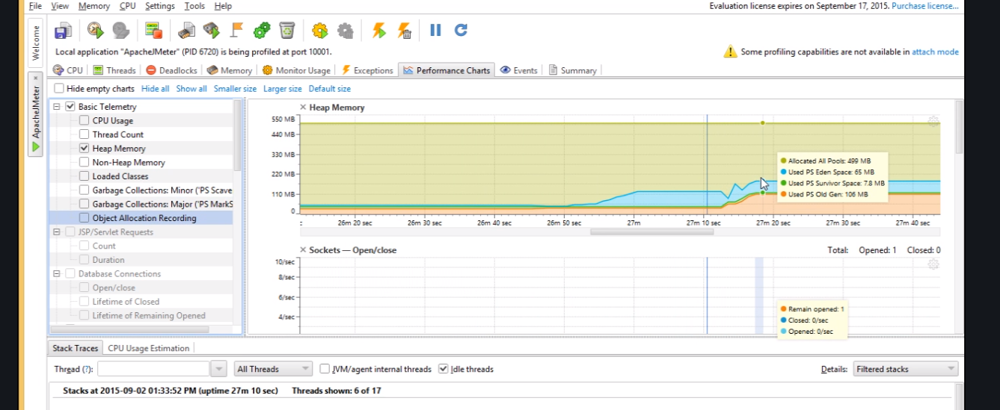 File View Memory CPU Settings Tools Help
Evaluation license expires on September 17, 2015. Purchase license...
Welcome
Local application "ApacheJMeter" (PID 6720) is being profiled at port 10001.
Some profiling capabilities are not available in attach mode
ApacheJMeter
CPU Threads Deadlocks Memory Monitor Usage Exceptions Performance Charts Events Summary
Hide empty charts Hide all Show all Smaller size Larger size Default size
Basic Telemetry
CPU Usage
Thread Count
Heap Memory
Non-Heap Memory
Loaded Classes
Garbage Collections: Minor ('PS Scave
Garbage Collections: Major ('PS MarkS
Object Allocation Recording
JSP/Servlet Requests
Count
Duration
Database Connections
Open/close
Lifetime of Closed
Lifetime of Remaining Opened
Heap Memory
550 MB
440 MB
330 MB
220 MB
110 MB
0
Allocated All Pools: 499 MB
Used PS Eden Space: 65 MB
Used PS Survivor Space: 7.8 MB
Used PS Old Gen: 106 MB
26m 20 sec 26m 30 sec 26m 40 sec 26m 50 sec 27m 27m 10 sec 27m 20 sec 27m 30 sec 27m 40 sec
Sockets — Open/close
Total: Opened: 1 Closed: 0
10/sec
8/sec
6/sec
4/sec
Remain opened: 1
Closed: 0/sec
Opened: 0/sec
Stack Traces CPU Usage Estimation
Thread (?): All Threads JVM/agent internal threads Idle threads
Details: Filtered stacks
Stacks at 2015-09-02 01:33:52 PM (uptime 27m 10 sec) Threads shown: 6 of 17